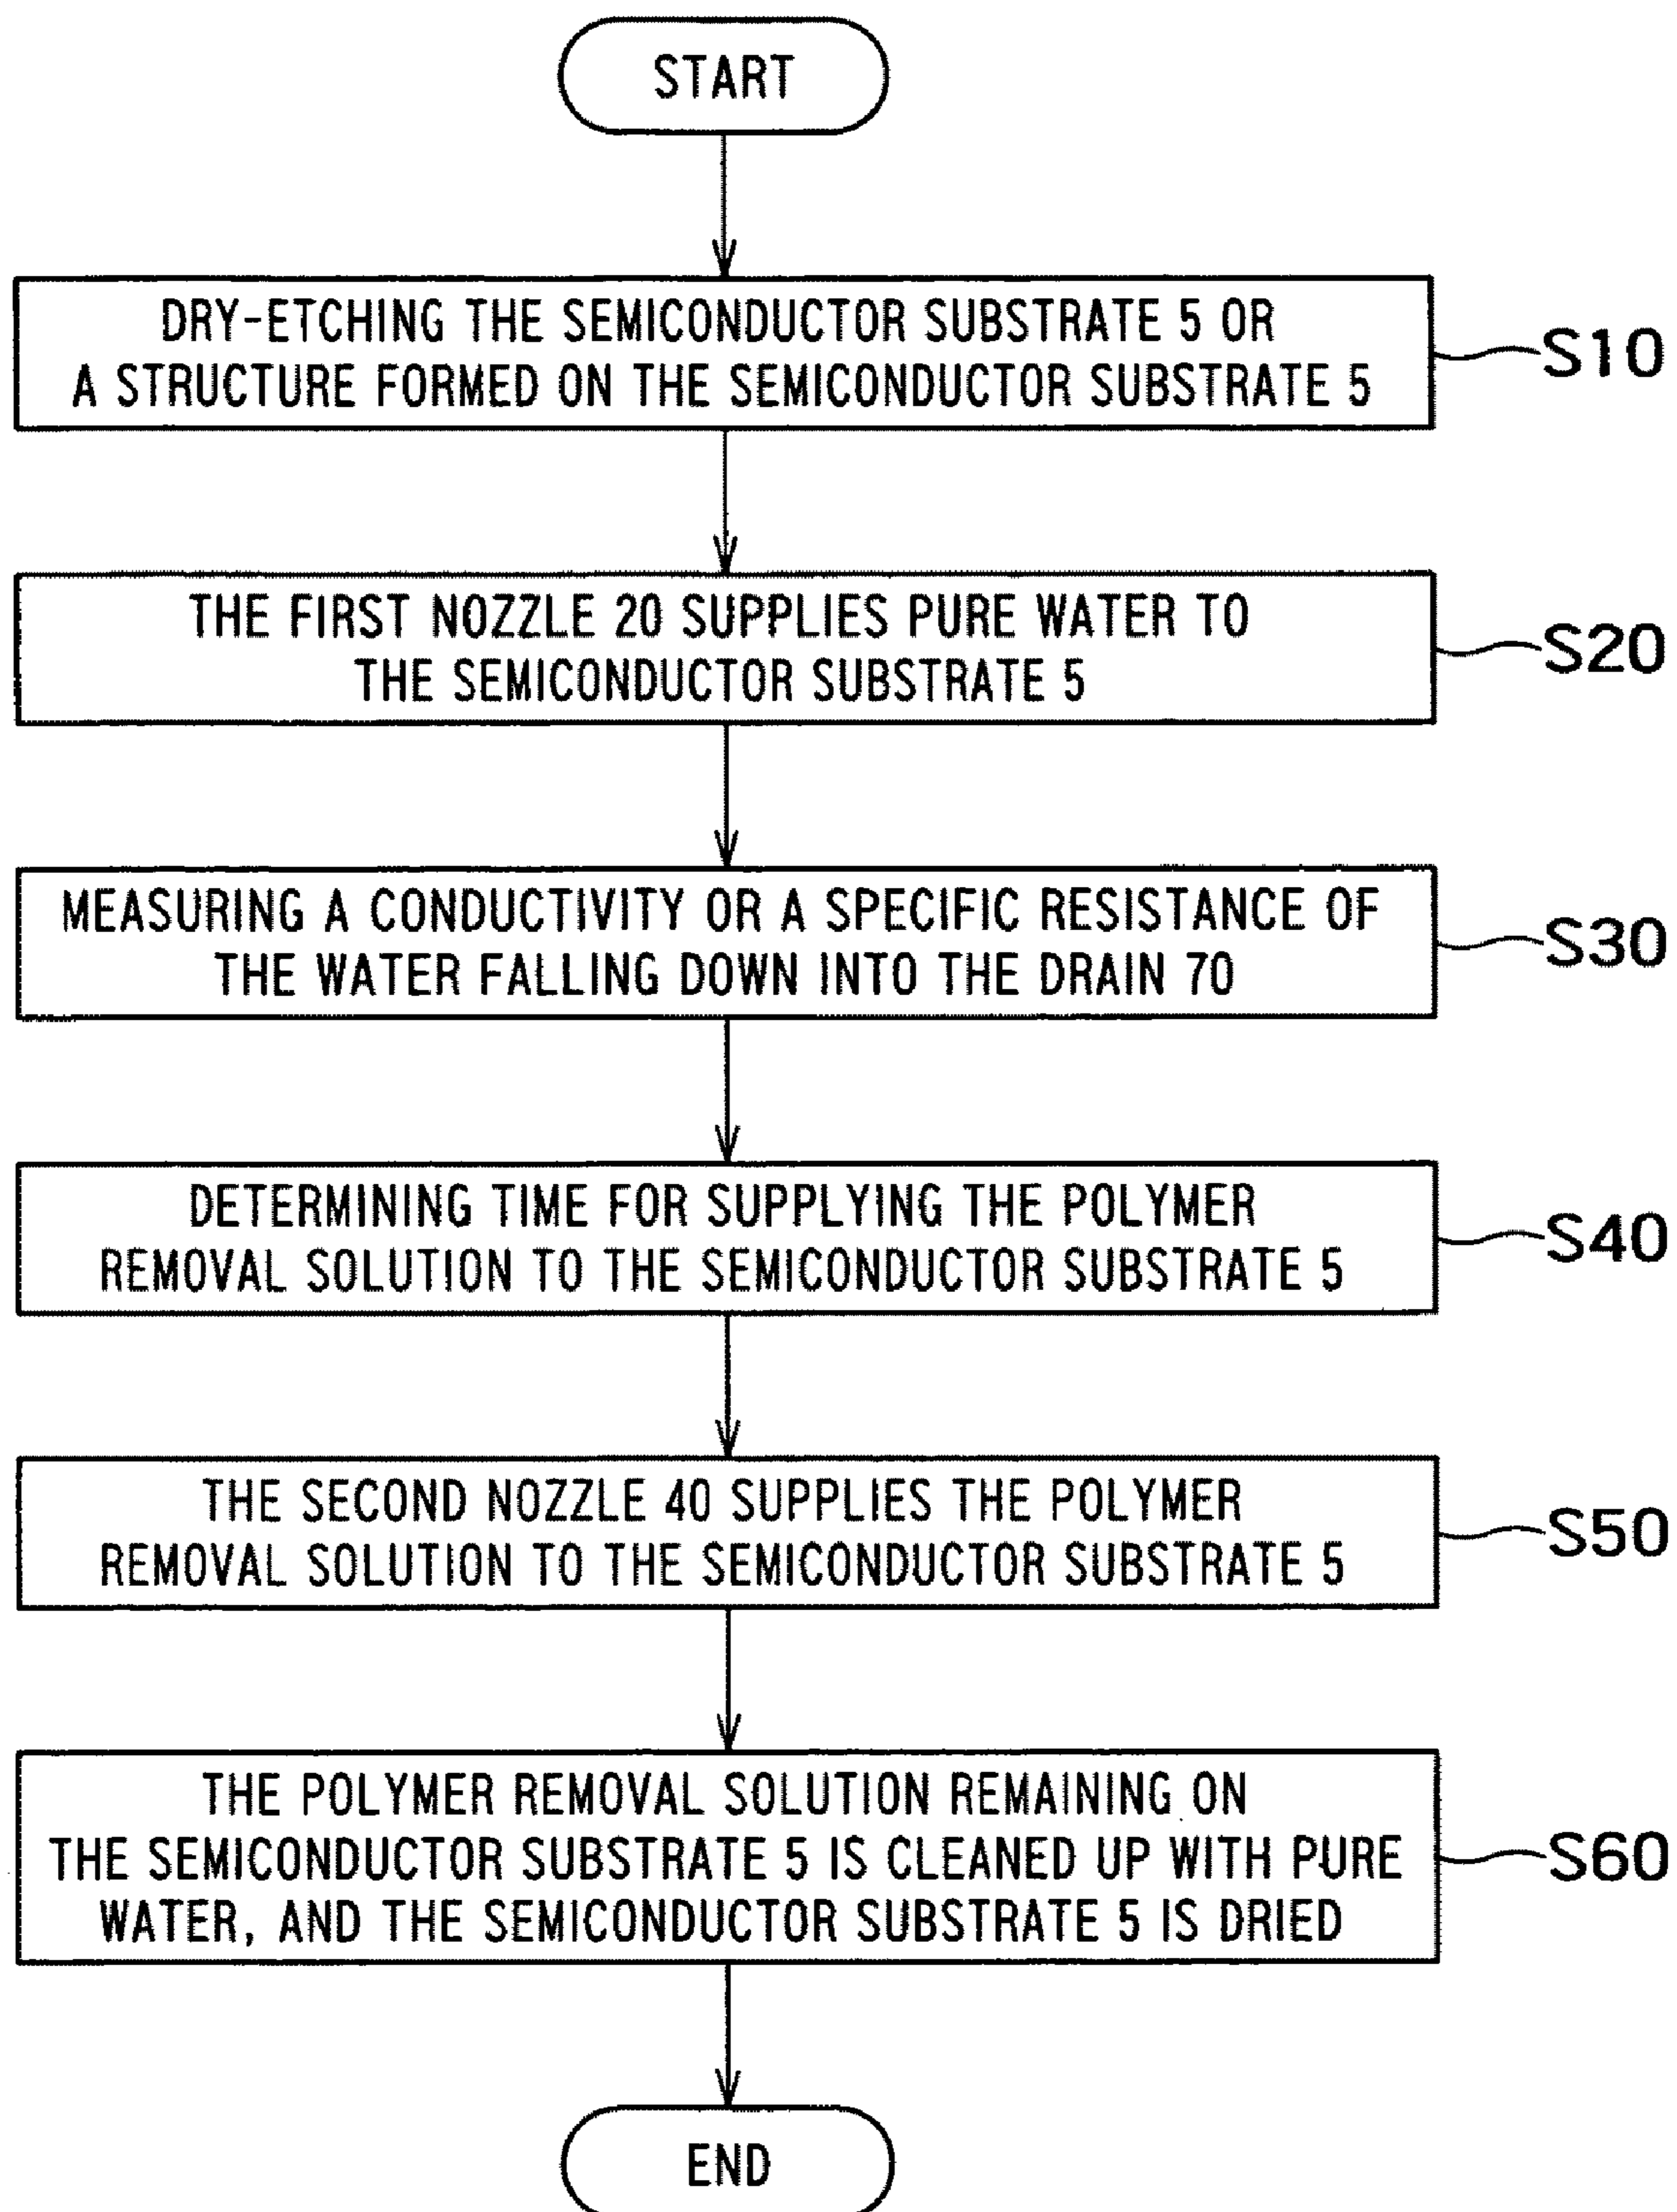 START
DRY-ETCHING THE SEMICONDUCTOR SUBSTRATE 5 OR
A STRUCTURE FORMED ON THE SEMICONDUCTOR SUBSTRATE 5
S10
THE FIRST NOZZLE 20 SUPPLIES PURE WATER TO
THE SEMICONDUCTOR SUBSTRATE 5
S20
MEASURING A CONDUCTIVITY OR A SPECIFIC RESISTANCE OF
THE WATER FALLING DOWN INTO THE DRAIN 70
S30
DETERMINING TIME FOR SUPPLYING THE POLYMER
REMOVAL SOLUTION TO THE SEMICONDUCTOR SUBSTRATE 5
S40
THE SECOND NOZZLE 40 SUPPLIES THE POLYMER
REMOVAL SOLUTION TO THE SEMICONDUCTOR SUBSTRATE 5
S50
THE POLYMER REMOVAL SOLUTION REMAINING ON
THE SEMICONDUCTOR SUBSTRATE 5 IS CLEANED UP WITH PURE
WATER, AND THE SEMICONDUCTOR SUBSTRATE 5 IS DRIED
S60
END